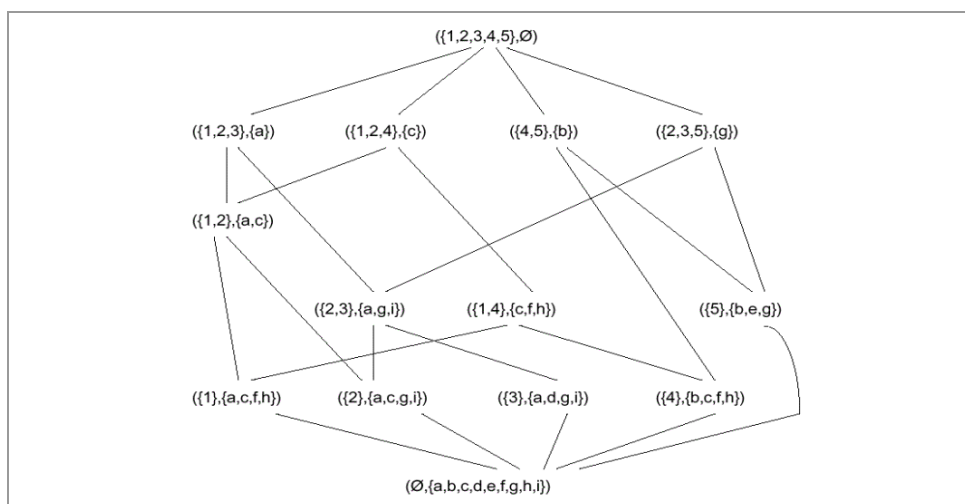 ({1,2,3,4,5},Ø)
({1,2,3},{a}) ({1,2,4},{c}) ({4,5},{b}) ({2,3,5},{g})
({1,2},{a,c})
({2,3},{a,g,i}) ({1,4},{c,f,h}) ({5},{b,e,g})
({1},{a,c,f,h}) ({2},{a,c,g,i}) ({3},{a,d,g,i}) ({4},{b,c,f,h})
(Ø,{a,b,c,d,e,f,g,h,i})